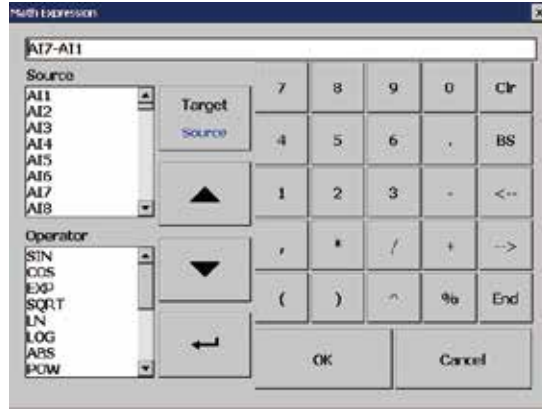 Math Expression
AI7-AI1
Source
AI1
AI2
AI3
AI4
AI5
AI6
AI7
AI8
Target
Source
Operator
SIN
COS
EXP
SQRT
LN
LOG
ABS
POW
7 8 9 0 Clr
4 5 6 . BS
1 2 3 - <--
, * / + -->
( ) ^ % End
OK Cancel